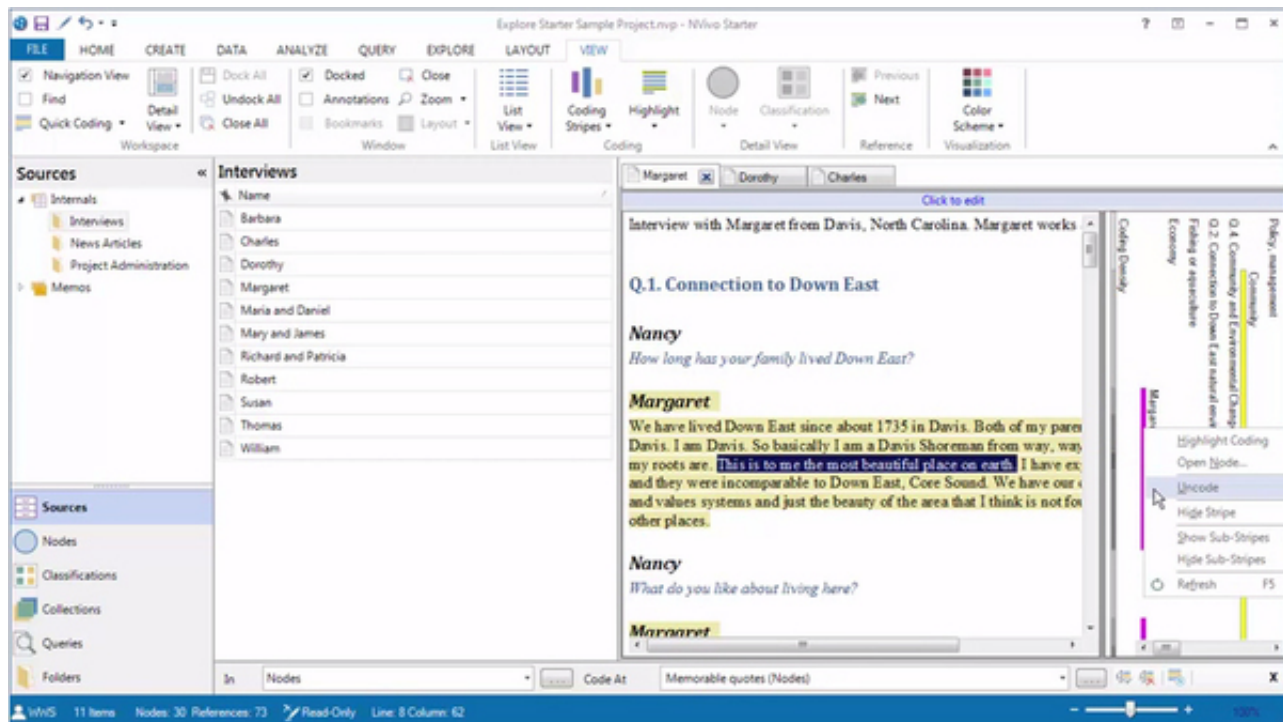 Explore Starter Sample Project.nvp - NVivo Starter
?
FILE HOME CREATE DATA ANALYZE QUERY EXPLORE LAYOUT VIEW
Navigation View
Find
Quick Coding
Detail
View
Workspace
Dock All
Undock All
Close All
Docked
Annotations
Bookmarks
Close
Zoom
Layout
Window
List
View
List View
Coding
Stripes
Highlight
Coding
Node
Classification
Detail View
Previous
Next
Reference
Color
Scheme
Visualization
Sources
«
Internals
Interviews
News Articles
Project Administration
Memos
Sources
Nodes
Classifications
Collections
Queries
Folders
Interviews
Name
Barbara
Charles
Dorothy
Margaret
Maria and Daniel
Mary and James
Richard and Patricia
Robert
Susan
Thomas
William
Margaret x Dorothy Charles
Click to edit
Interview with Margaret from Davis, North Carolina. Margaret works
Q.1. Connection to Down East
Nancy
How long has your family lived Down East?
Margaret
We have lived Down East since about 1735 in Davis. Both of my pare
Davis. I am Davis. So basically I am a Davis Shoreman from way, way
my roots are. This is to me the most beautiful place on earth. I have ex
and they were incomparable to Down East, Core Sound. We have our
and values systems and just the beauty of the area that I think is not fou
other places.
Nancy
What do you like about living here?
Margaret
Coding Density
Margare
Economy
Fishing or aquaculture
Q.2. Connection to Down East natural envir
Q.4. Community and Environmental Change
Community
Policy, management
Highlight Coding
Open Node...
Uncode
Hide Stripe
Show Sub-Stripes
Hide Sub-Stripes
Refresh F5
In Nodes ... Code At Memorable quotes (Nodes) ... x
WWS 11 Items Nodes: 30 References: 73 Read-Only Line: 8 Column: 62 - + 100%